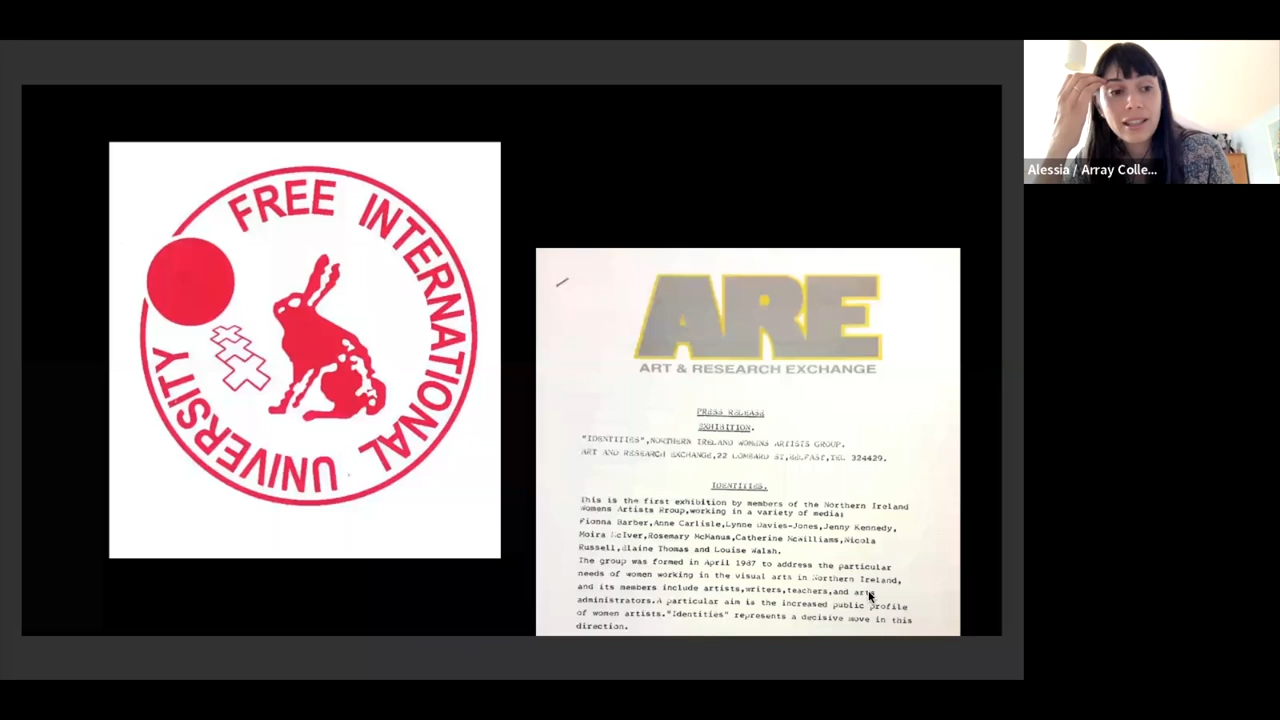 FREE INTERNATIONAL UNIVERSITY
ARE
ART & RESEARCH EXCHANGE
PRESS RELEASE
EXHIBITION.
"IDENTITIES",NORTHERN IRELAND WOMENS ARTISTS GROUP.
ART AND RESEARCH EXCHANGE,22 LOMBARD ST,BELFAST,TEL 324429.
IDENTITIES.
This is the first exhibition by members of the Northern Ireland
Womens Artists Group,working in a variety of media;
Fionna Barber,Anne Carlisle,Lynne Davies-Jones,Jenny Kennedy,
Moira McIver,Rosemary McManus,Catherine McWilliams,Nicola
Russell,Elaine Thomas and Louise Walsh.
The group was formed in April 1987 to address the particular
needs of women working in the visual arts in Northern Ireland,
and its members include artists,writers,teachers,and arts
administrators.A particular aim is the increased public profile
of women artists."Identities" represents a decisive move in this
direction.
Alessia / Array Colle...